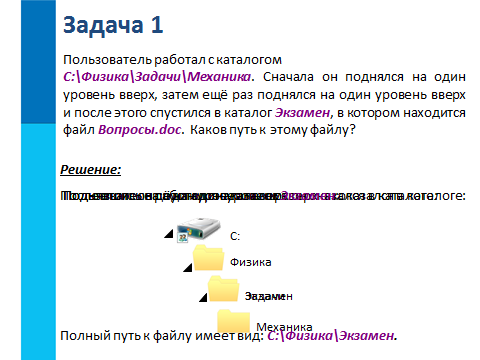 Задача 1
Пользователь работал с каталогом
C:\Физика\Задачи\Механика. Сначала он поднялся на один
уровень вверх, затем ещё раз поднялся на один уровень вверх
и после этого спустился в каталог Экзамен, в котором находится
файл Вопросы.doc. Каков путь к этому файлу?
Решение:
каталоге:
C:
Физика
Механика
Полный путь к файлу имеет вид: C:\Физика\Экзамен.